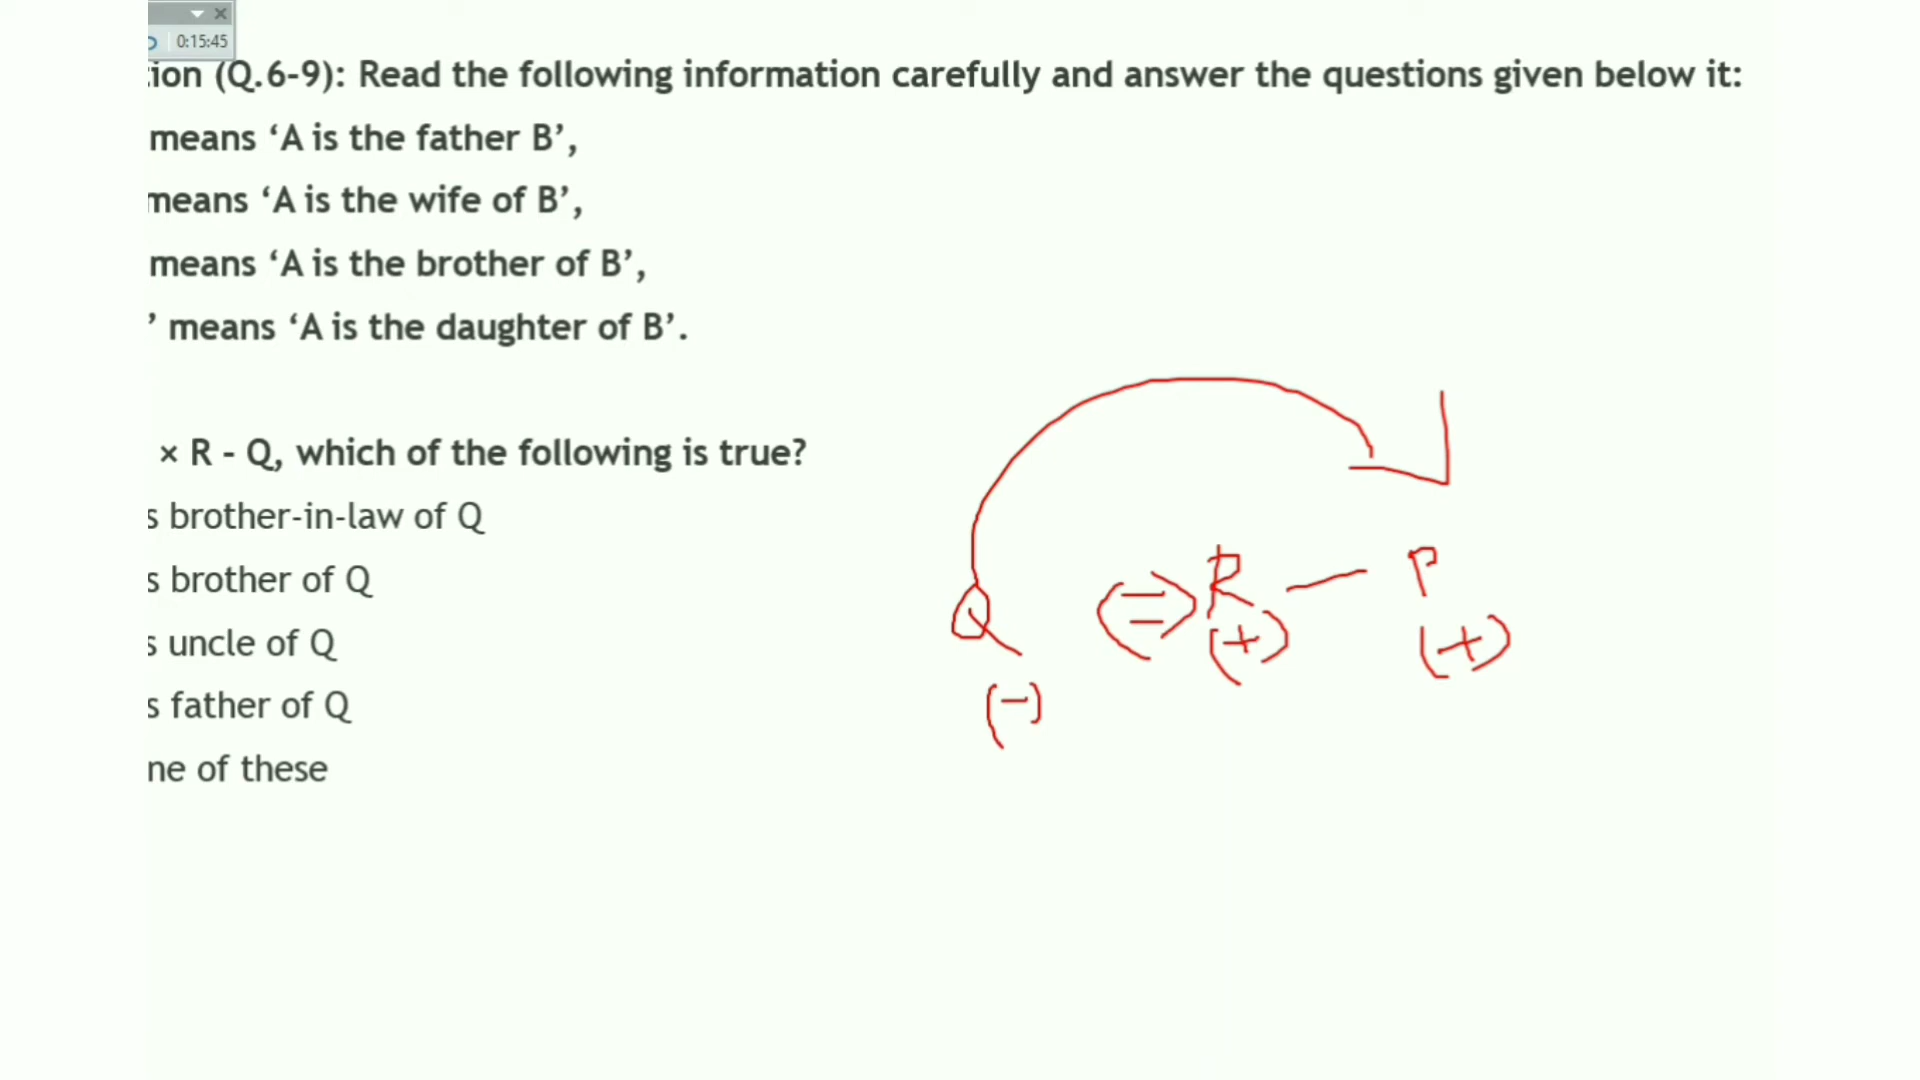 0:15:45
ion (Q.6-9): Read the following information carefully and answer the questions given below it:
means ‘A is the father B’,
means ‘A is the wife of B’,
means ‘A is the brother of B’,
’ means ‘A is the daughter of B’.
× R - Q, which of the following is true?
s brother-in-law of Q
s brother of Q
s uncle of Q
s father of Q
ne of these
Q (=) R — P
(-) (+) (+)